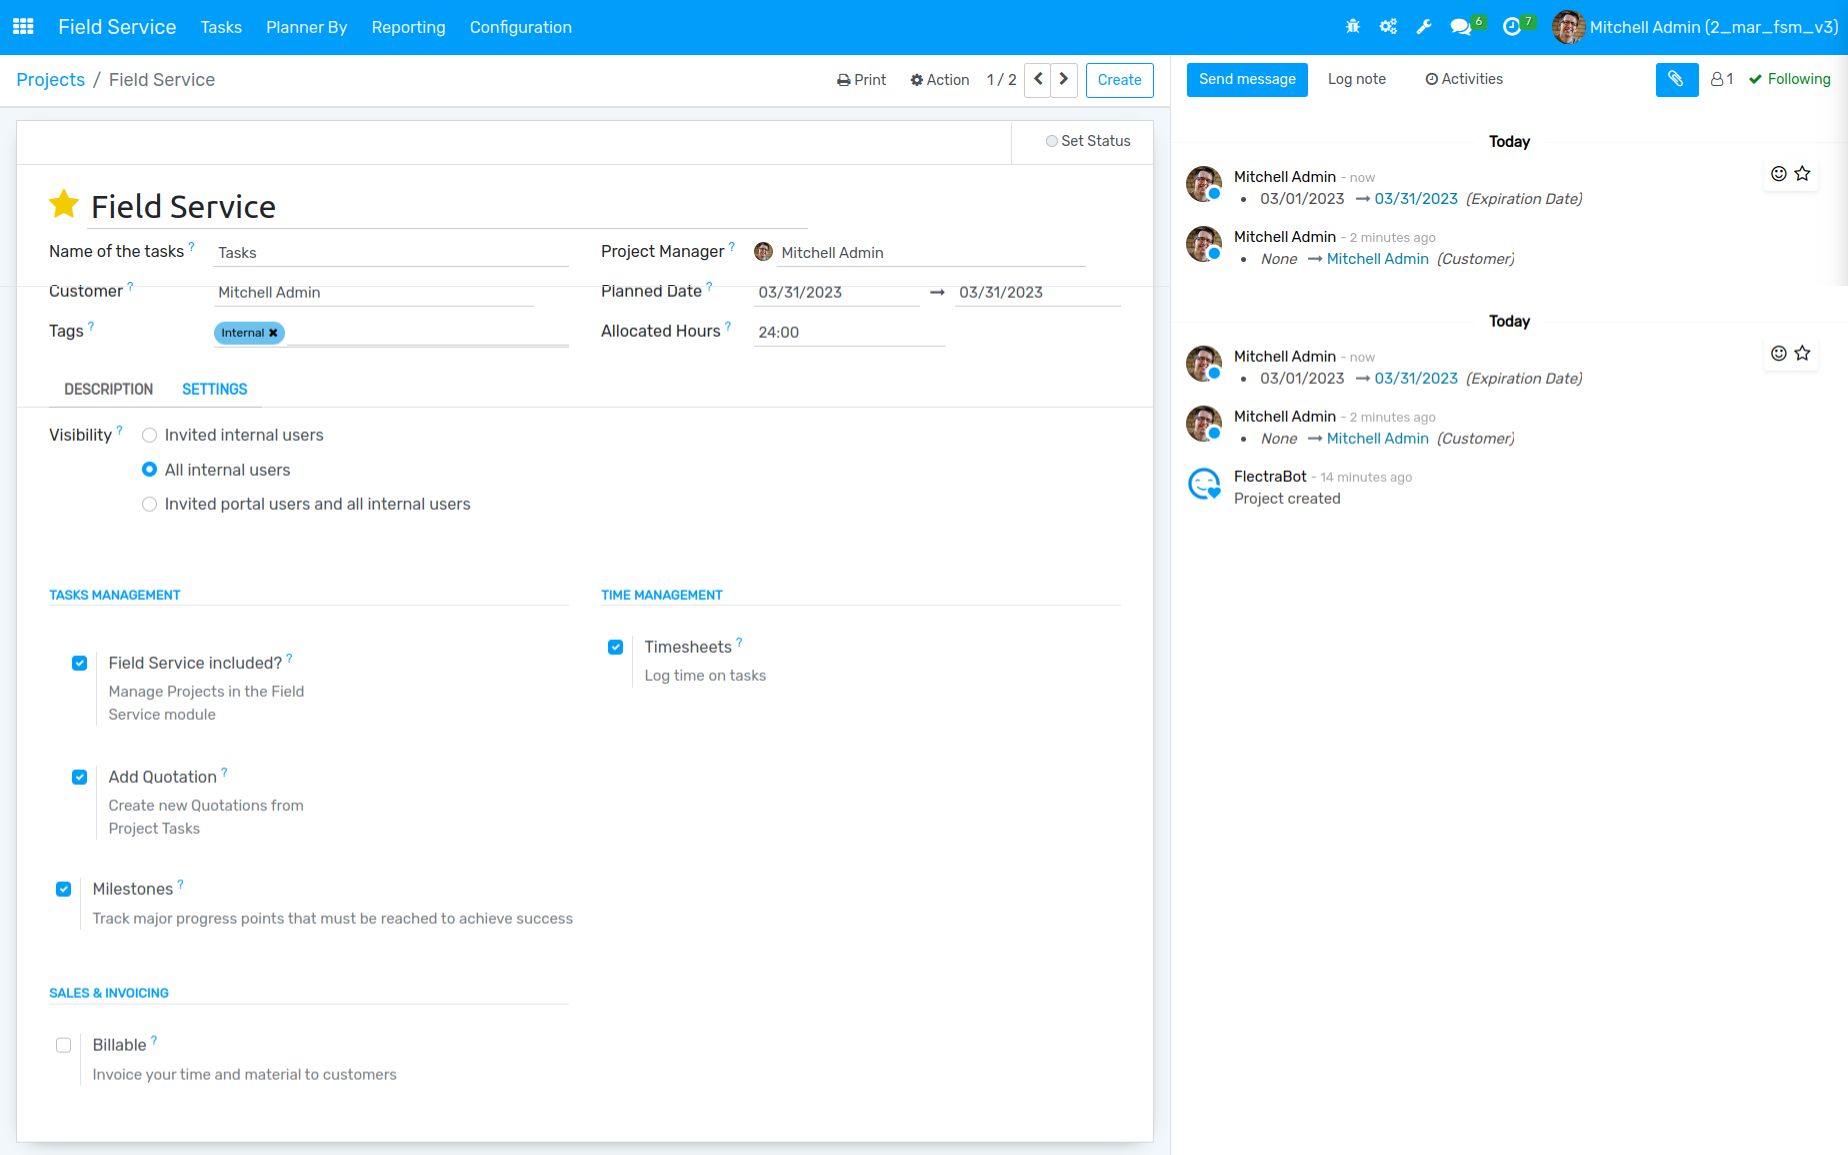 Field Service Tasks Planner By Reporting Configuration 6 7 Mitchell Admin (2_mar_fsm_v3)
Projects / Field Service Print Action 1 / 2 Create
Send message Log note Activities 1 Following
Set Status
Field Service
Name of the tasks ? Tasks
Project Manager ? Mitchell Admin
Customer ? Mitchell Admin
Planned Date ? 03/31/2023 → 03/31/2023
Tags ? Internal ✖
Allocated Hours ? 24:00
DESCRIPTION SETTINGS
Visibility ? Invited internal users
All internal users
Invited portal users and all internal users
TASKS MANAGEMENT
Field Service included? ?
Manage Projects in the Field
Service module
Add Quotation ?
Create new Quotations from
Project Tasks
Milestones ?
Track major progress points that must be reached to achieve success
TIME MANAGEMENT
Timesheets ?
Log time on tasks
SALES & INVOICING
Billable ?
Invoice your time and material to customers
Today
Mitchell Admin - now
• 03/01/2023 → 03/31/2023 (Expiration Date)
Mitchell Admin - 2 minutes ago
• None → Mitchell Admin (Customer)
Today
Mitchell Admin - now
• 03/01/2023 → 03/31/2023 (Expiration Date)
Mitchell Admin - 2 minutes ago
• None → Mitchell Admin (Customer)
FlectraBot - 14 minutes ago
Project created